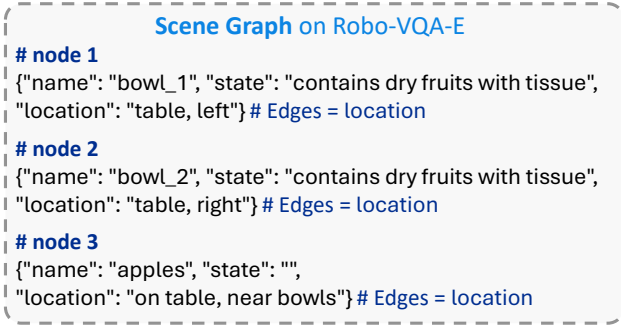 Scene Graph on Robo-VQA-E
# node 1
{"name": "bowl_1", "state": "contains dry fruits with tissue",
"location": "table, left"} # Edges = location
# node 2
{"name": "bowl_2", "state": "contains dry fruits with tissue",
"location": "table, right"} # Edges = location
# node 3
{"name": "apples", "state": "",
"location": "on table, near bowls"} # Edges = location